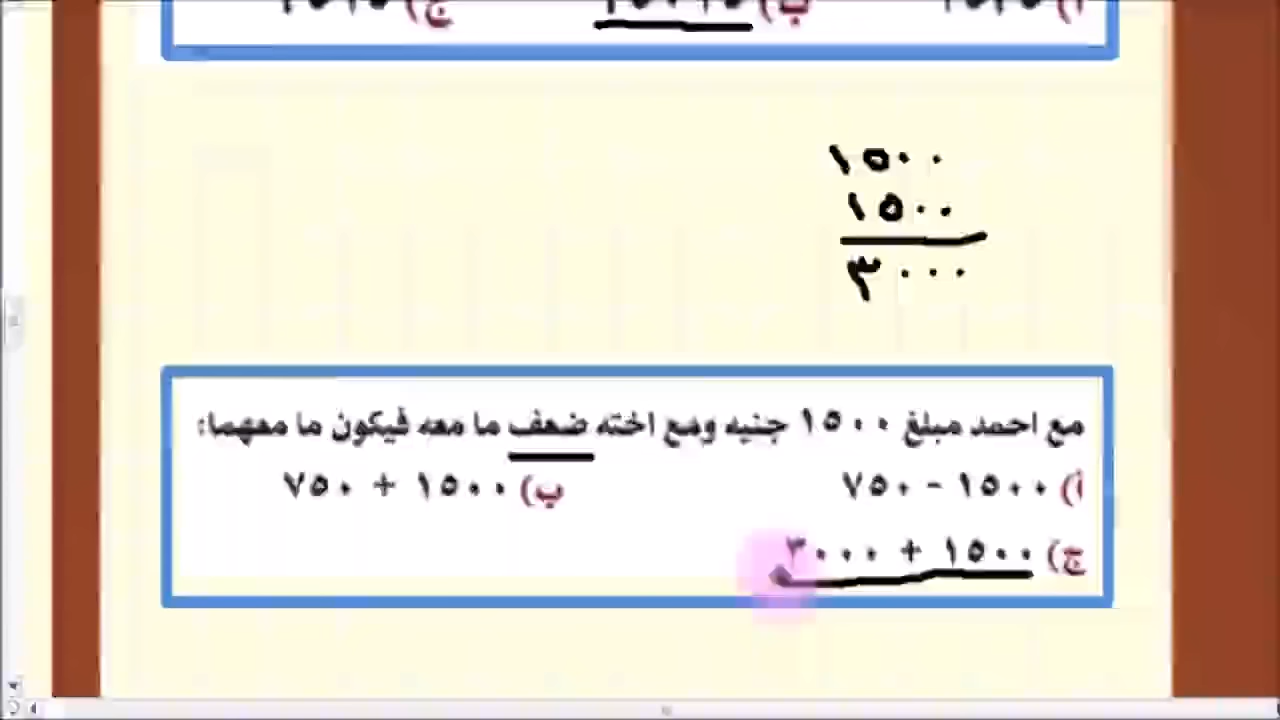 ١٥٠٠
١٥٠٠
٣٠٠٠
مع احمد مبلغ ١٥٠٠ جنيه ومع اخته ضعف ما معه فيكون ما معهما:
أ) ١٥٠٠ - ٧٥٠
ب) ١٥٠٠ + ٧٥٠
ج) ١٥٠٠ + ٣٠٠٠